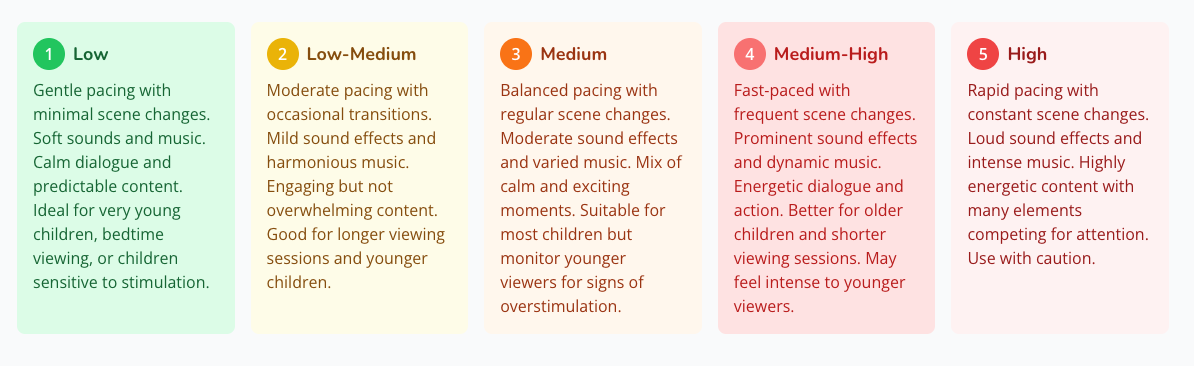 1 Low
Gentle pacing with
minimal scene changes.
Soft sounds and music.
Calm dialogue and
predictable content.
Ideal for very young
children, bedtime
viewing, or children
sensitive to stimulation.
2 Low-Medium
Moderate pacing with
occasional transitions.
Mild sound effects and
harmonious music.
Engaging but not
overwhelming content.
Good for longer viewing
sessions and younger
children.
3 Medium
Balanced pacing with
regular scene changes.
Moderate sound effects
and varied music. Mix of
calm and exciting
moments. Suitable for
most children but
monitor younger
viewers for signs of
overstimulation.
4 Medium-High
Fast-paced with
frequent scene changes.
Prominent sound effects
and dynamic music.
Energetic dialogue and
action. Better for older
children and shorter
viewing sessions. May
feel intense to younger
viewers.
5 High
Rapid pacing with
constant scene changes.
Loud sound effects and
intense music. Highly
energetic content with
many elements
competing for attention.
Use with caution.